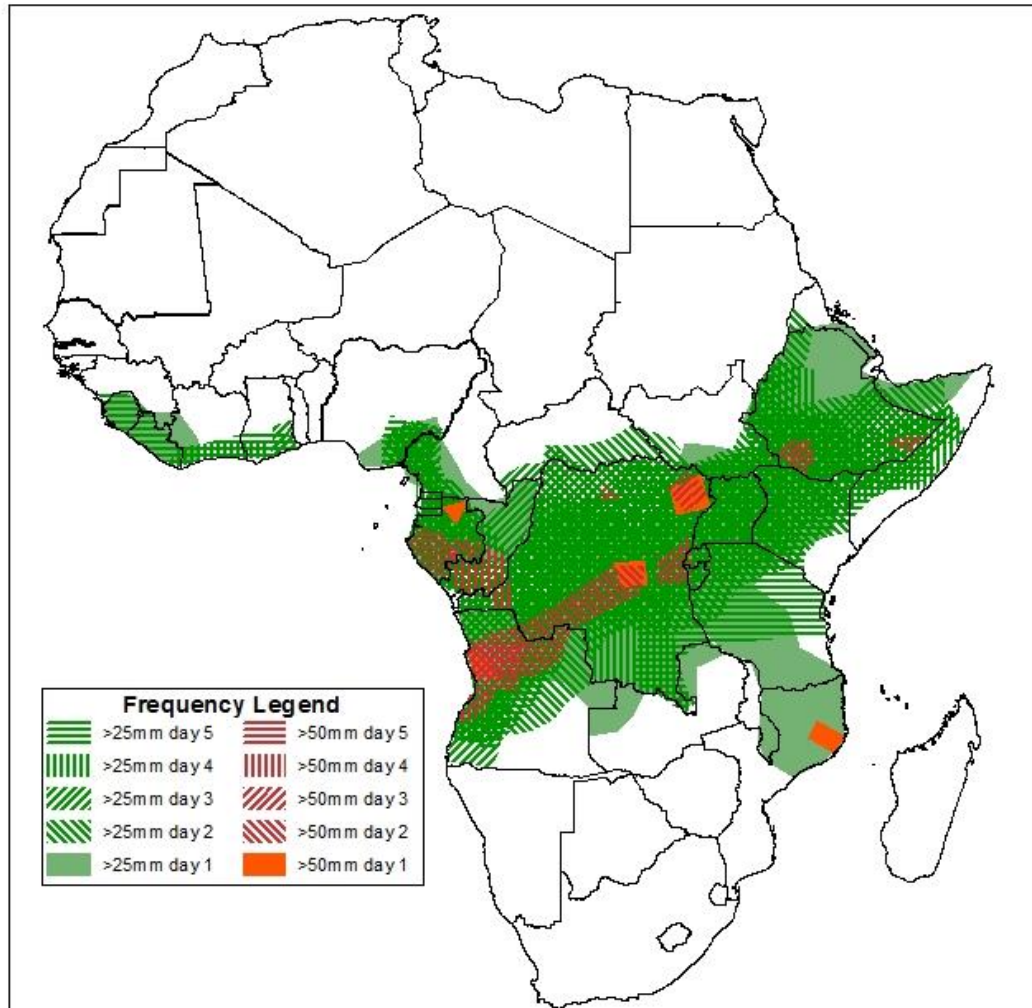 Frequency Legend
>25mm day 5 >50mm day 5
>25mm day 4 >50mm day 4
>25mm day 3 >50mm day 3
>25mm day 2 >50mm day 2
>25mm day 1 >50mm day 1